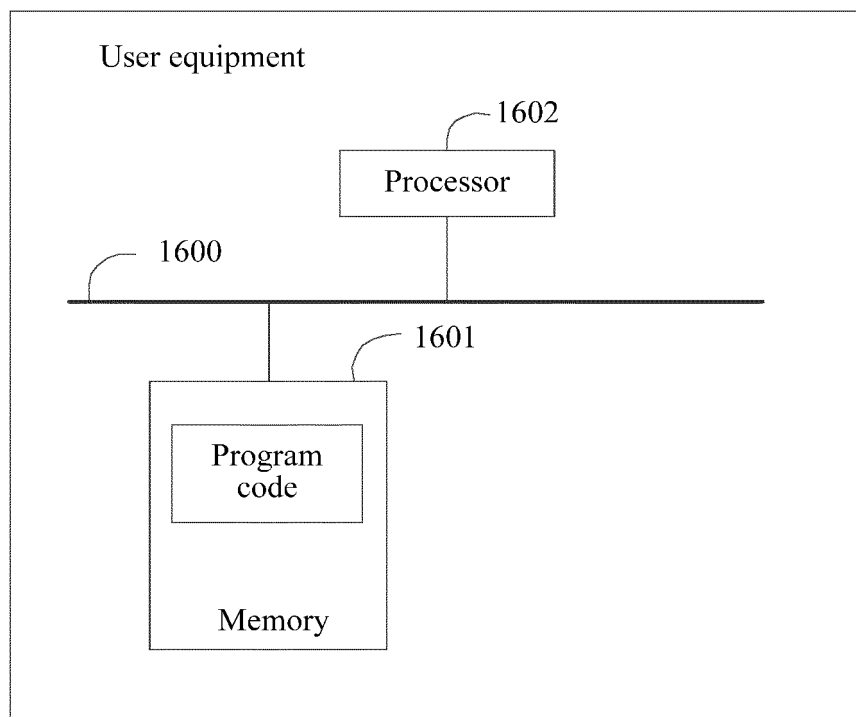 User equipment
1602
Processor
1600
1601
Program
code
Memory